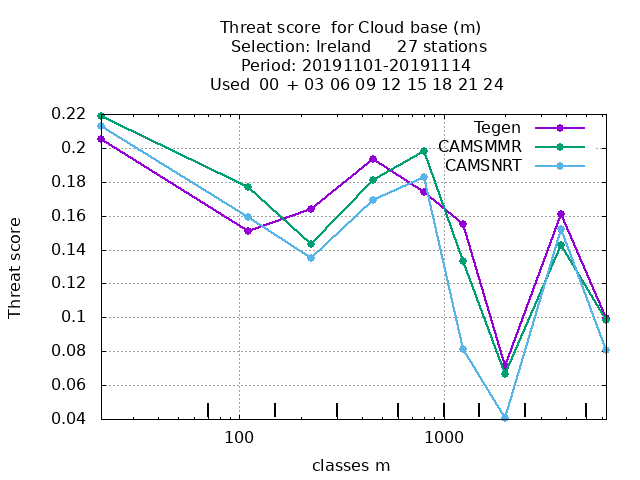 Threat score  for Cloud base (m)
Selection: Ireland     27 stations
Period: 20191101-20191114
Used  00  + 03 06 09 12 15 18 21 24
0.22
0.2
0.18
0.16
0.14
0.12
0.1
0.08
0.06
0.04
Threat score
Tegen
CAMSMMR
CAMSNRT
100
1000
classes m